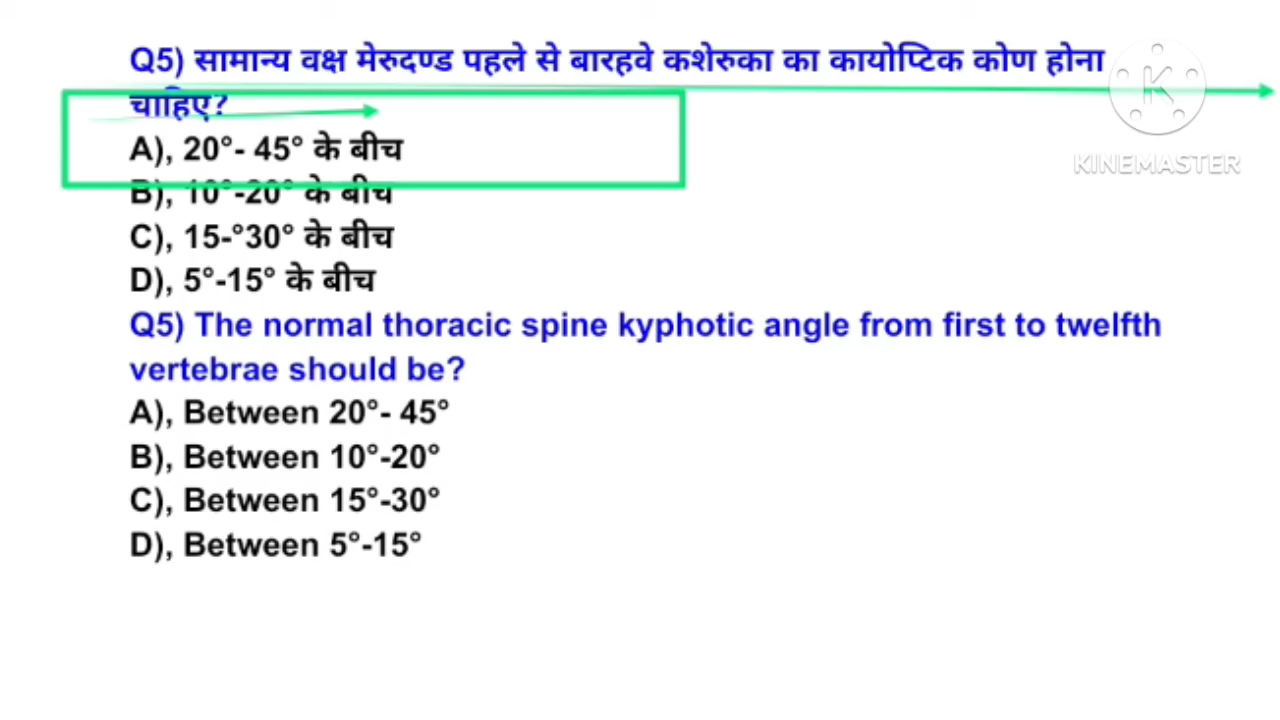 Q5) सामान्य वक्ष मेरुदण्ड पहले से बारहवे कशेरुका का कायोप्टिक कोण होना
चाहिए?
A), 20°- 45° के बीच
B), 10°-20° के बीच
C), 15-°30° के बीच
D), 5°-15° के बीच
Q5) The normal thoracic spine kyphotic angle from first to twelfth
vertebrae should be?
A), Between 20°- 45°
B), Between 10°-20°
C), Between 15°-30°
D), Between 5°-15°
K
KINEMASTER